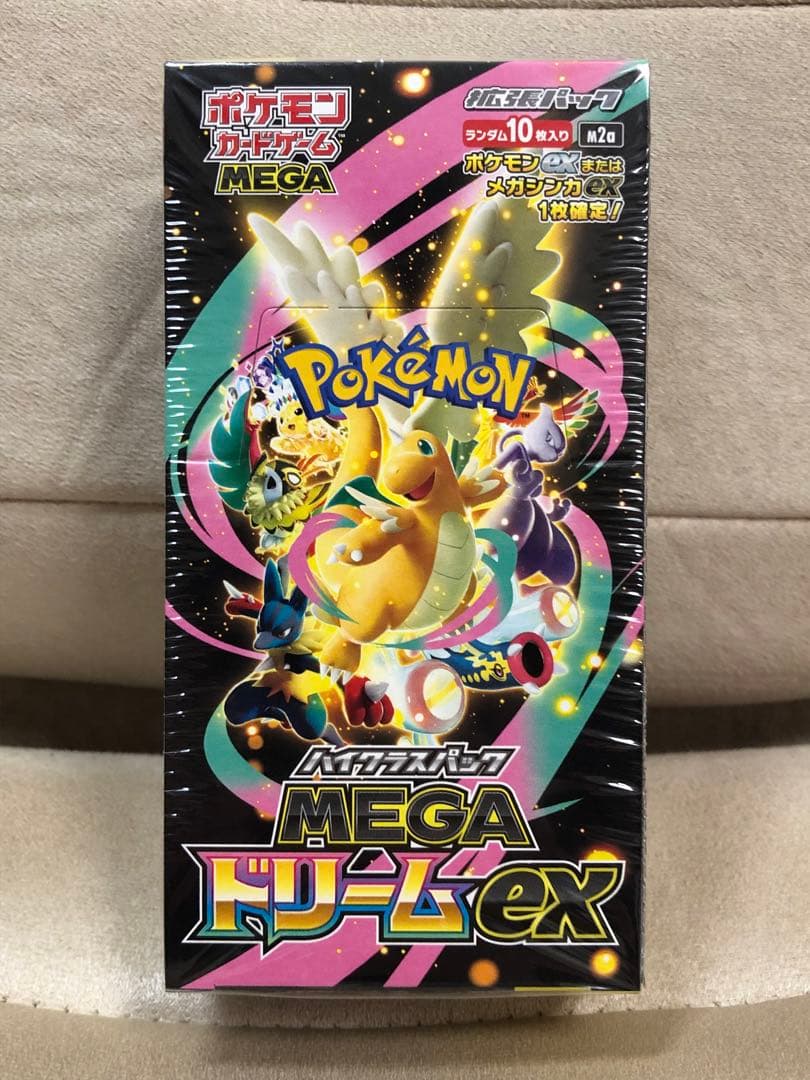 ポケモン
カードゲーム™
MEGA
拡張パック
ランダム10枚入り M2a
ポケモンexまたは
メガシンカex
1枚確定!
POKÉMON
TM
ハイクラスパック
MEGA
ドリームex